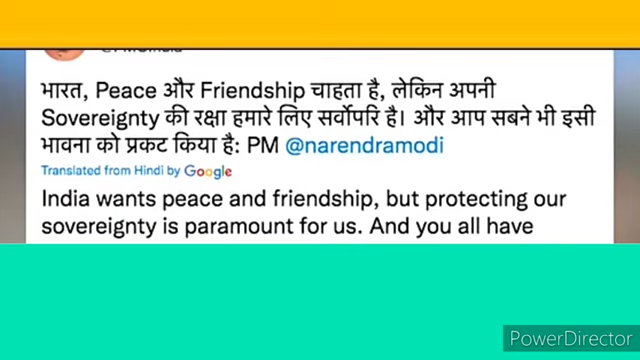 भारत, Peace और Friendship चाहता है, लेकिन अपनी
Sovereignty की रक्षा हमारे लिए सर्वोपरि है। और आप सबने भी इसी
भावना को प्रकट किया है: PM @narendramodi
Translated from Hindi by Google
India wants peace and friendship, but protecting our
sovereignty is paramount for us. And you all have
PowerDirector